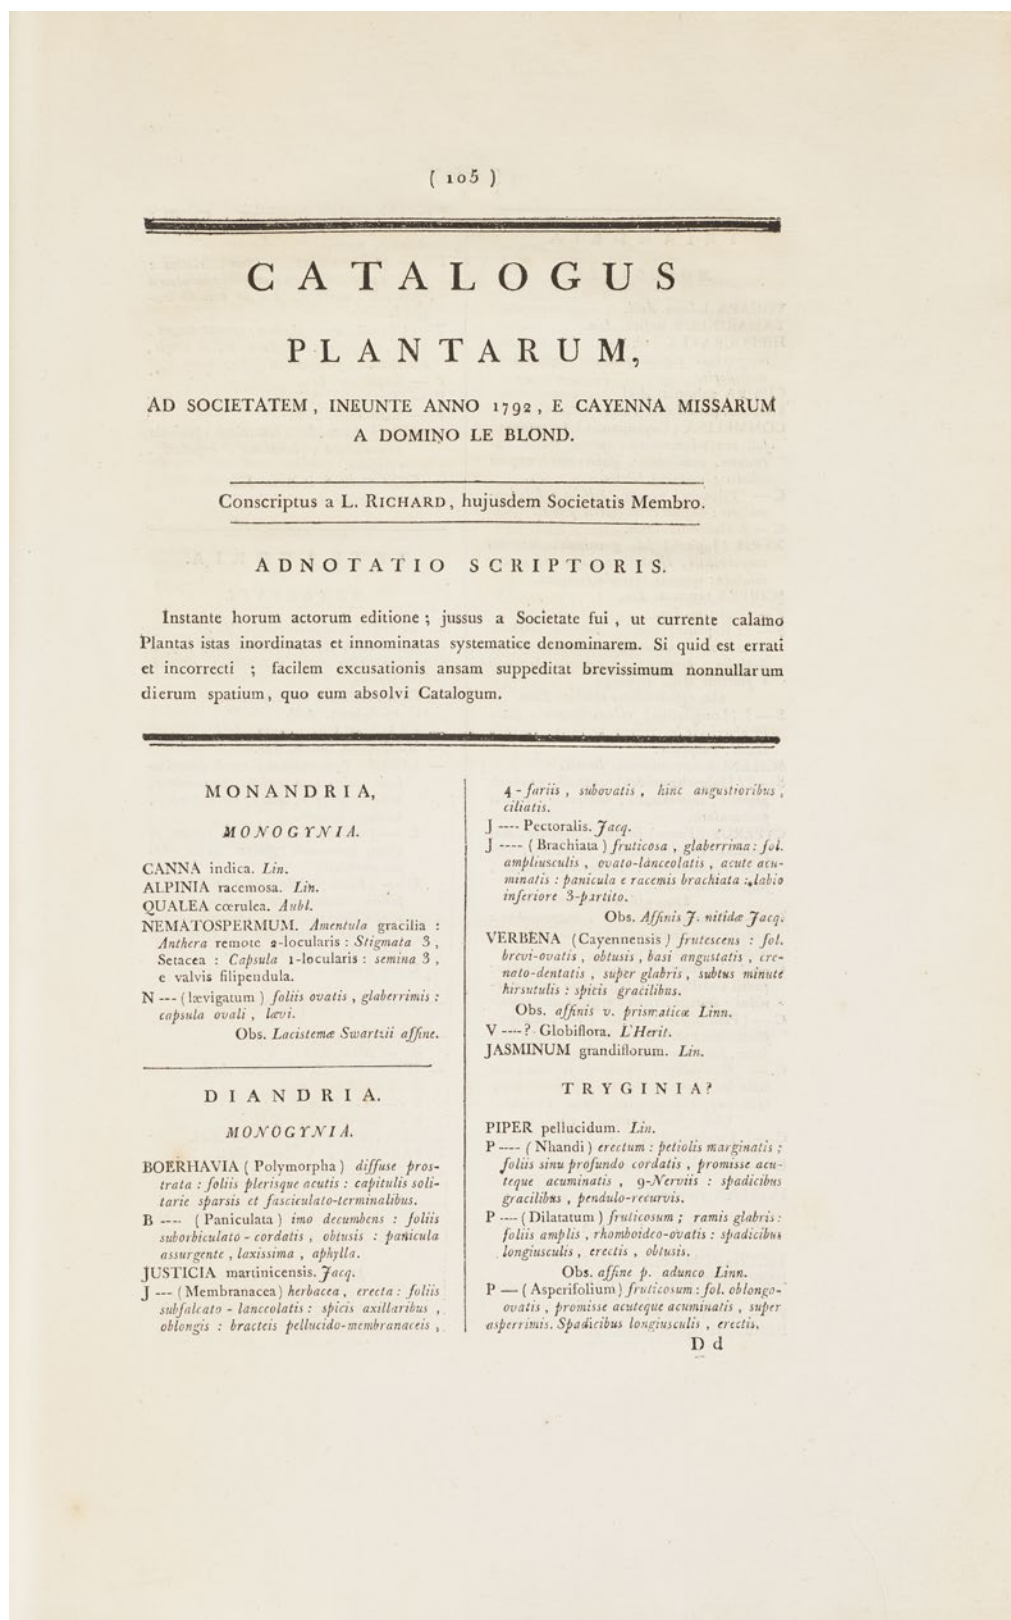 ( 105 )
CATALOGUS
PLANTARUM,
AD SOCIETATEM, INEUNTE ANNO 1792, E CAYENNA MISSARUM
A DOMINO LE BLOND.
Conscriptus a L. RICHARD, hujusdem Societatis Membro.
ADNOTATIO SCRIPTORIS.
Instante horum actorum editione ; jussus a Societate fui , ut currente calamo
Plantas istas inordinatas et innominatas systematice denominarem. Si quid est errati
et incorrecti ; facilem excusationis ansam suppeditat brevissimum nonnullarum
dierum spatium, quo eum absolvi Catalogum.
MONANDRIA,
MONOGYNIA.
CANNA indica. Lin.
ALPINIA racemosa. Lin.
QUALEA cœrulea. Aubl.
NEMATOSPERMUM. Amentula gracilia :
Anthera remote 2-locularis : Stigmata 3 ,
Setacea : Capsula 1-locularis : semina 3 ,
e valvis filipendula.
N --- (lævigatum ) foliis ovatis , glaberrimis :
capsula ovali , lævi.
Obs. Lacistemæ Swartzii affine.
DIANDRIA.
MONOGYNIA.
BOERHAVIA ( Polymorpha ) diffuse pros-
trata : foliis plerisque acutis : capitulis soli-
tarie sparsis et fasciculato-terminalibus.
B ---- ( Paniculata ) imo decumbens : foliis
suborbiculato - cordatis , obtusis : panicula
assurgente , laxissima , aphylla.
JUSTICIA martinicensis. Jacq.
J --- (Membranacea) herbacea , erecta : foliis
subfalcato - lanceolatis : spicis axillaribus ,
oblongis : bracteis pellucido-membranaceis ,
4 - fariis , subovatis , hinc angustioribus ,
ciliatis.
J ---- Pectoralis. Jacq.
J ---- ( Brachiata ) fruticosa , glaberrima : fol.
ampliusculis , ovato-lanceolatis , acute acu-
minatis : panicula e racemis brachiata : labio
inferiore 3-partito.
Obs. Affinis J. nitidæ Jacq.
VERBENA (Cayennensis ) frutescens : fol.
brevi-ovatis , obtusis , basi angustatis , cre-
nato-dentatis , super glabris , subtus minute
hirsutulis : spicis gracilibus.
Obs. affinis v. prismaticæ Linn.
V ----? Globiflora. L'Herit.
JASMINUM grandiflorum. Lin.
TRYGINIA?
PIPER pellucidum. Lin.
P ---- ( Nhandi ) erectum : petiolis marginatis ;
foliis sinu profundo cordatis , promisse acu-
teque acuminatis , 9-Nerviis : spadicibus
gracilibus , pendulo-recurvis.
P ---- ( Dilatatum ) fruticosum ; ramis glabris :
foliis amplis , rhomboideo-ovatis : spadicibus
longiusculis , erectis , obtusis.
Obs. affine p. adunco Linn.
P — ( Asperifolium ) fruticosum : fol. oblongo-
ovatis , promisse acuteque acuminatis , super
asperrimis. Spadicibus longiusculis , erectis.
D d